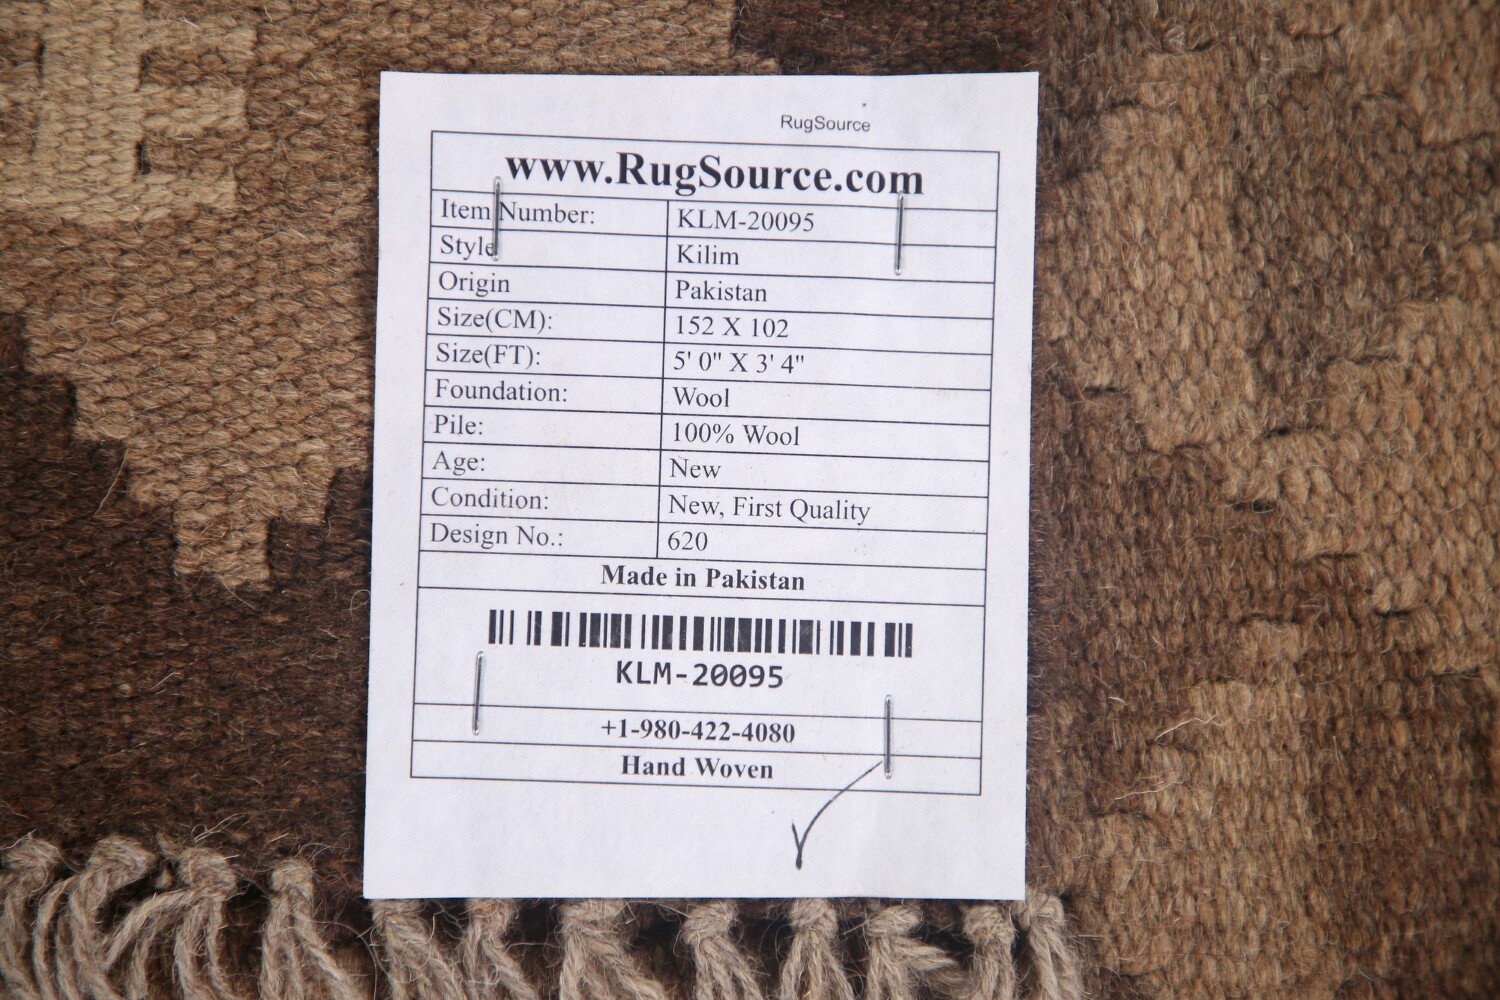 RugSource
www.RugSource.com
Item Number: KLM-20095
Style Kilim
Origin Pakistan
Size(CM): 152 X 102
Size(FT): 5' 0" X 3' 4"
Foundation: Wool
Pile: 100% Wool
Age: New
Condition: New, First Quality
Design No.: 620
Made in Pakistan
KLM-20095
+1-980-422-4080
Hand Woven